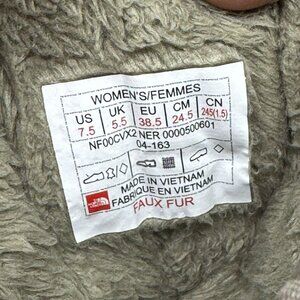 WOMEN'S/FEMMES
US UK EU CM CN
7.5 5.5 38.5 24.5 245(1.5)
NF00CVX2 NER 0000500601
04-163
MADE IN VIETNAM
FABRIQUE EN VIETNAM
FAUX FUR